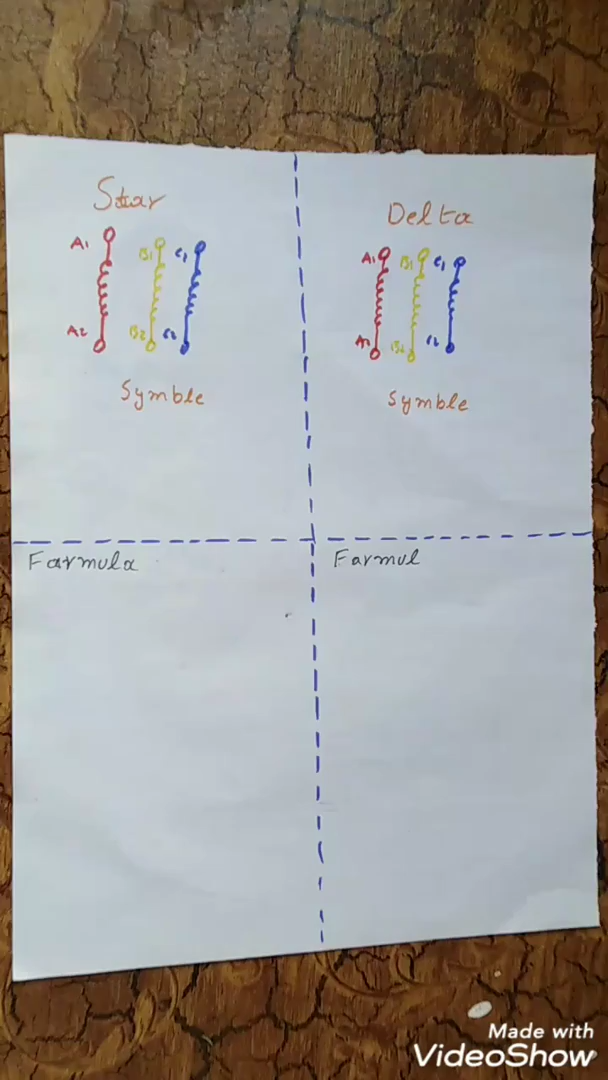 Star
A1
B1
C1
A2
B2
C2
Symble
Delta
A1
B1
C1
A2
B2
C2
Symble
Farmula
Farmul
Made with
VideoShow